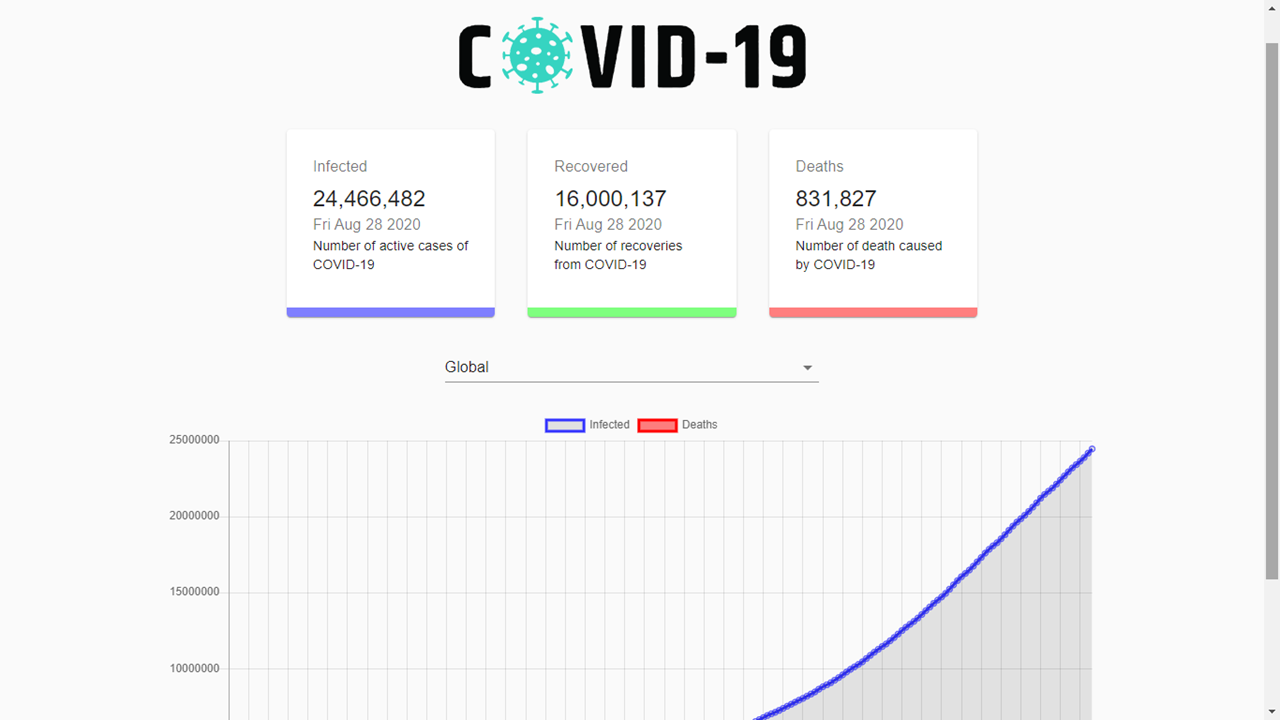 COVID-19
Infected
24,466,482
Fri Aug 28 2020
Number of active cases of
COVID-19
Recovered
16,000,137
Fri Aug 28 2020
Number of recoveries
from COVID-19
Deaths
831,827
Fri Aug 28 2020
Number of death caused
by COVID-19
Global
Infected Deaths
25000000
20000000
15000000
10000000